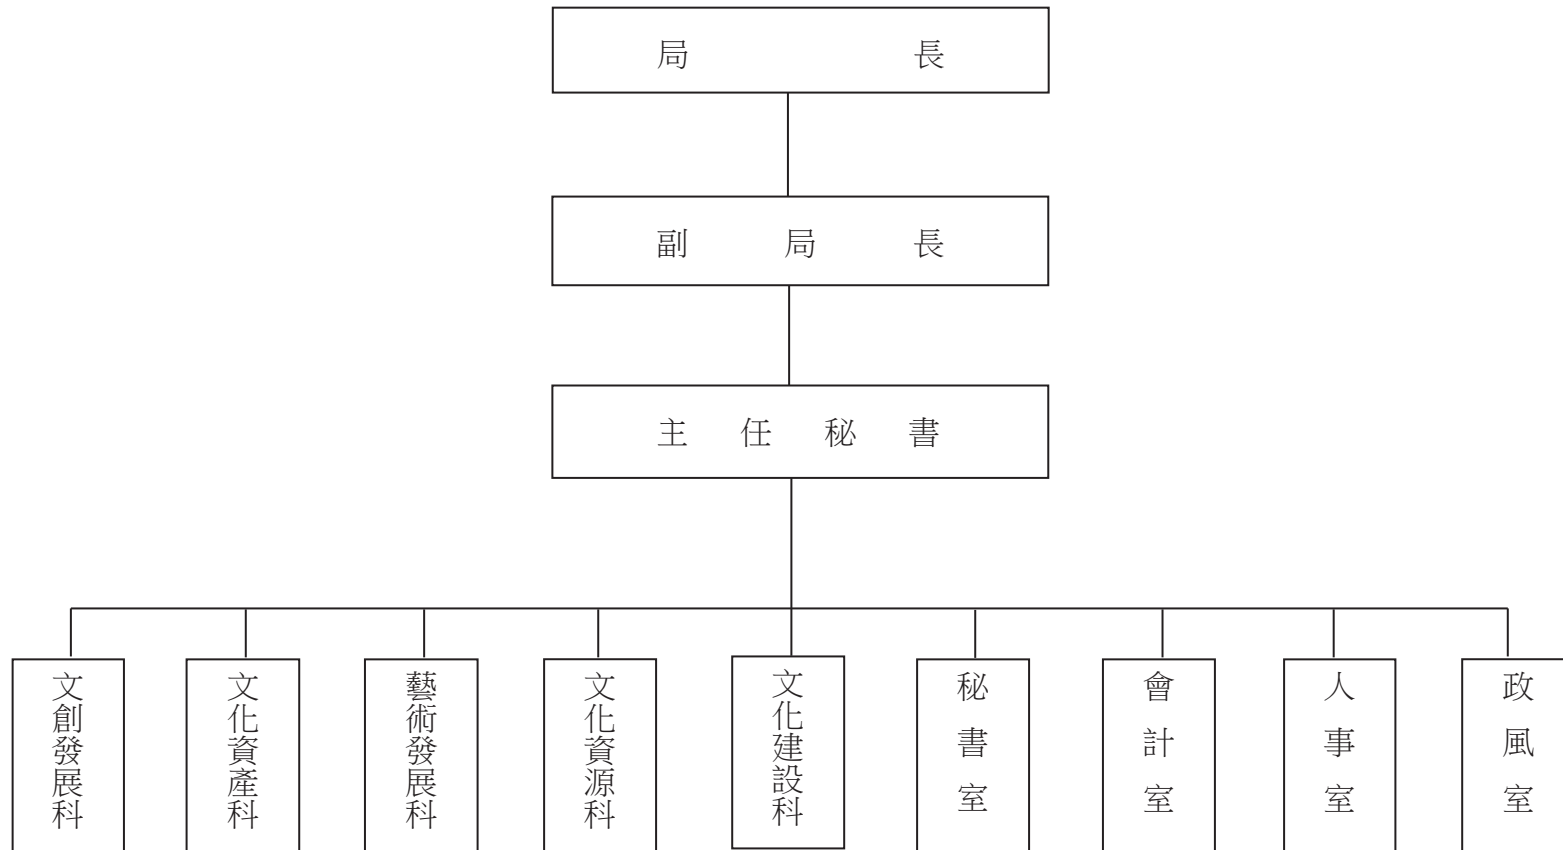 局長
副局長
主任秘書
文創發展科
文化資產科
藝術發展科
文化資源科
文化建設科
秘書室
會計室
人事室
政風室